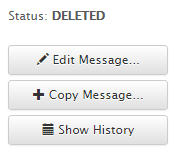 Status: DELETED
Edit Message...
Copy Message...
Show History